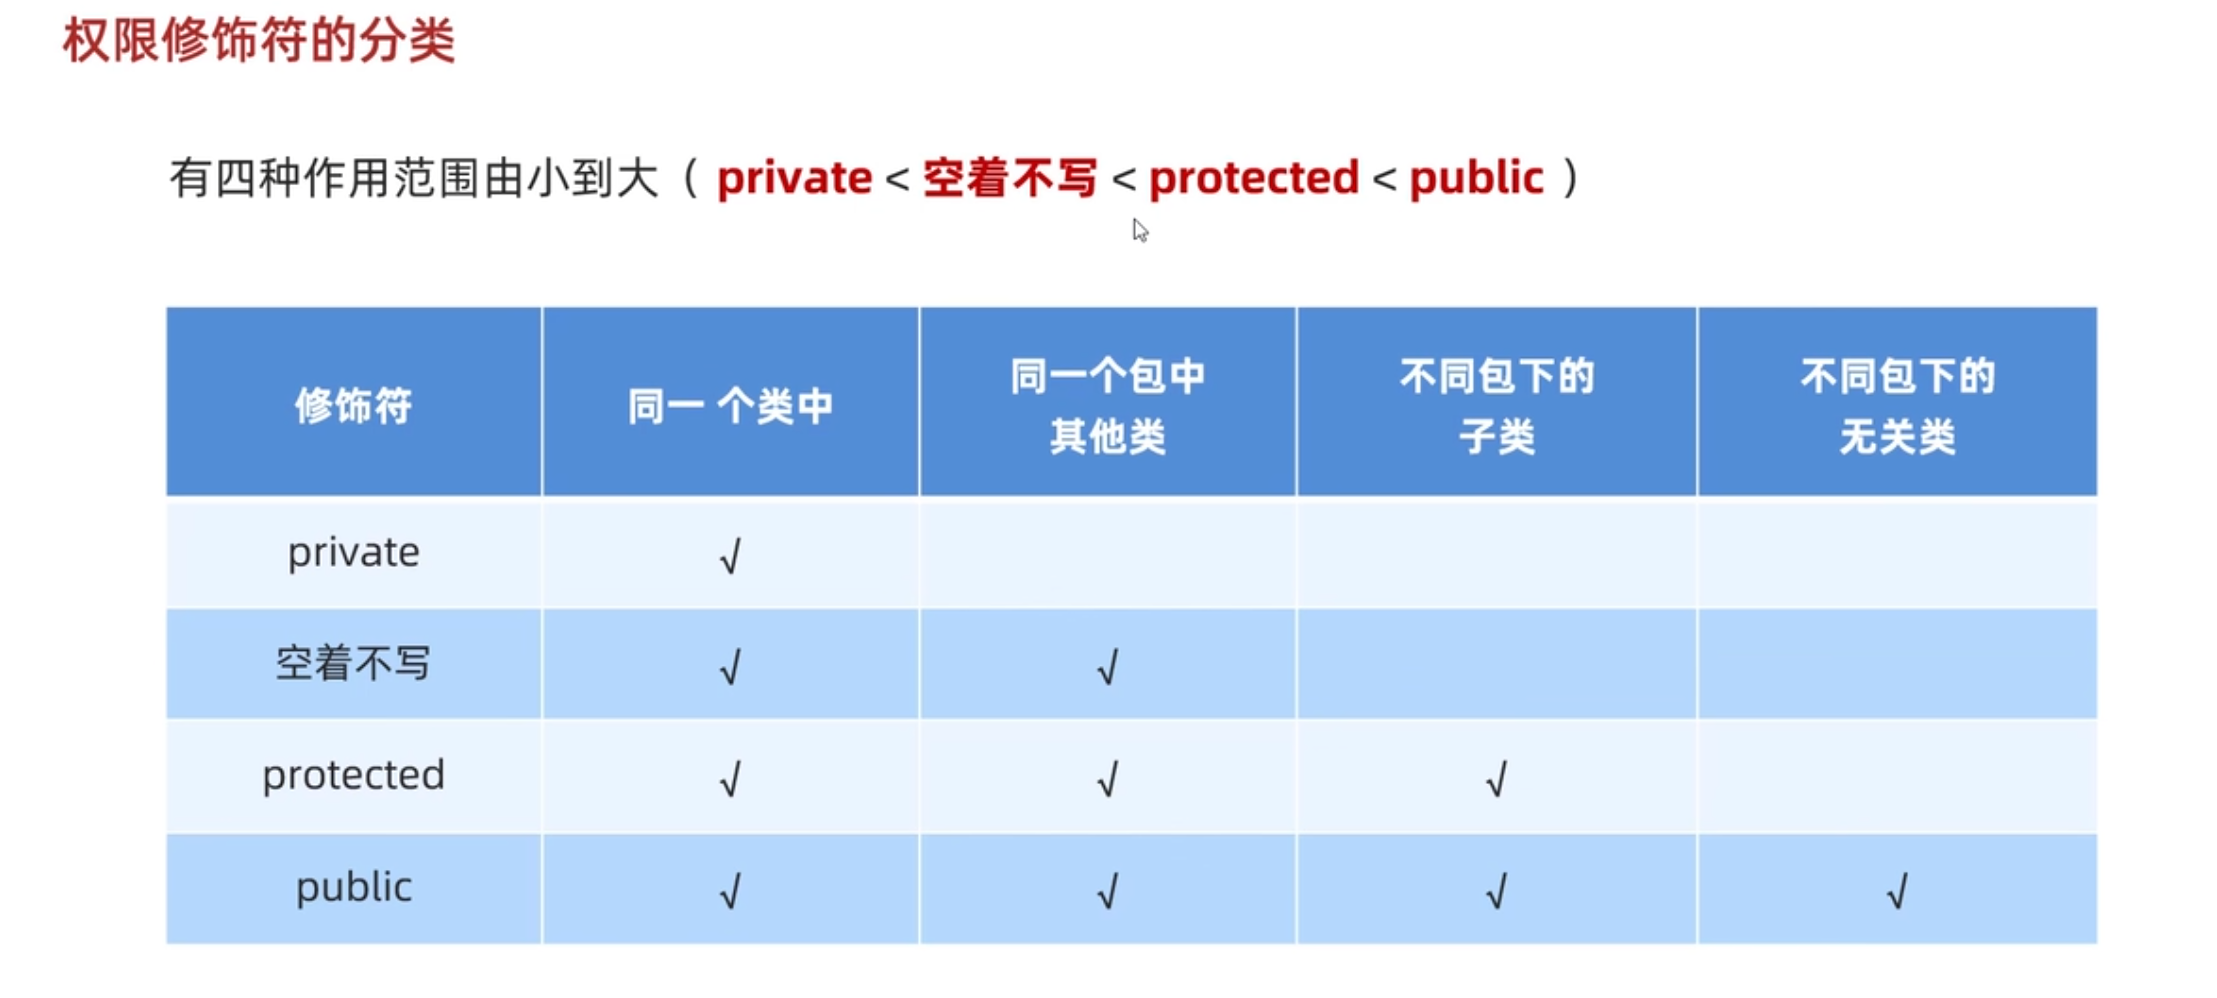 权限修饰符的分类
有四种作用范围由小到大（ private < 空着不写 < protected < public ）
修饰符 同一 个类中 同一个包中其他类 不同包下的子类 不同包下的无关类
private √
空着不写 √ √
protected √ √ √
public √ √ √ √